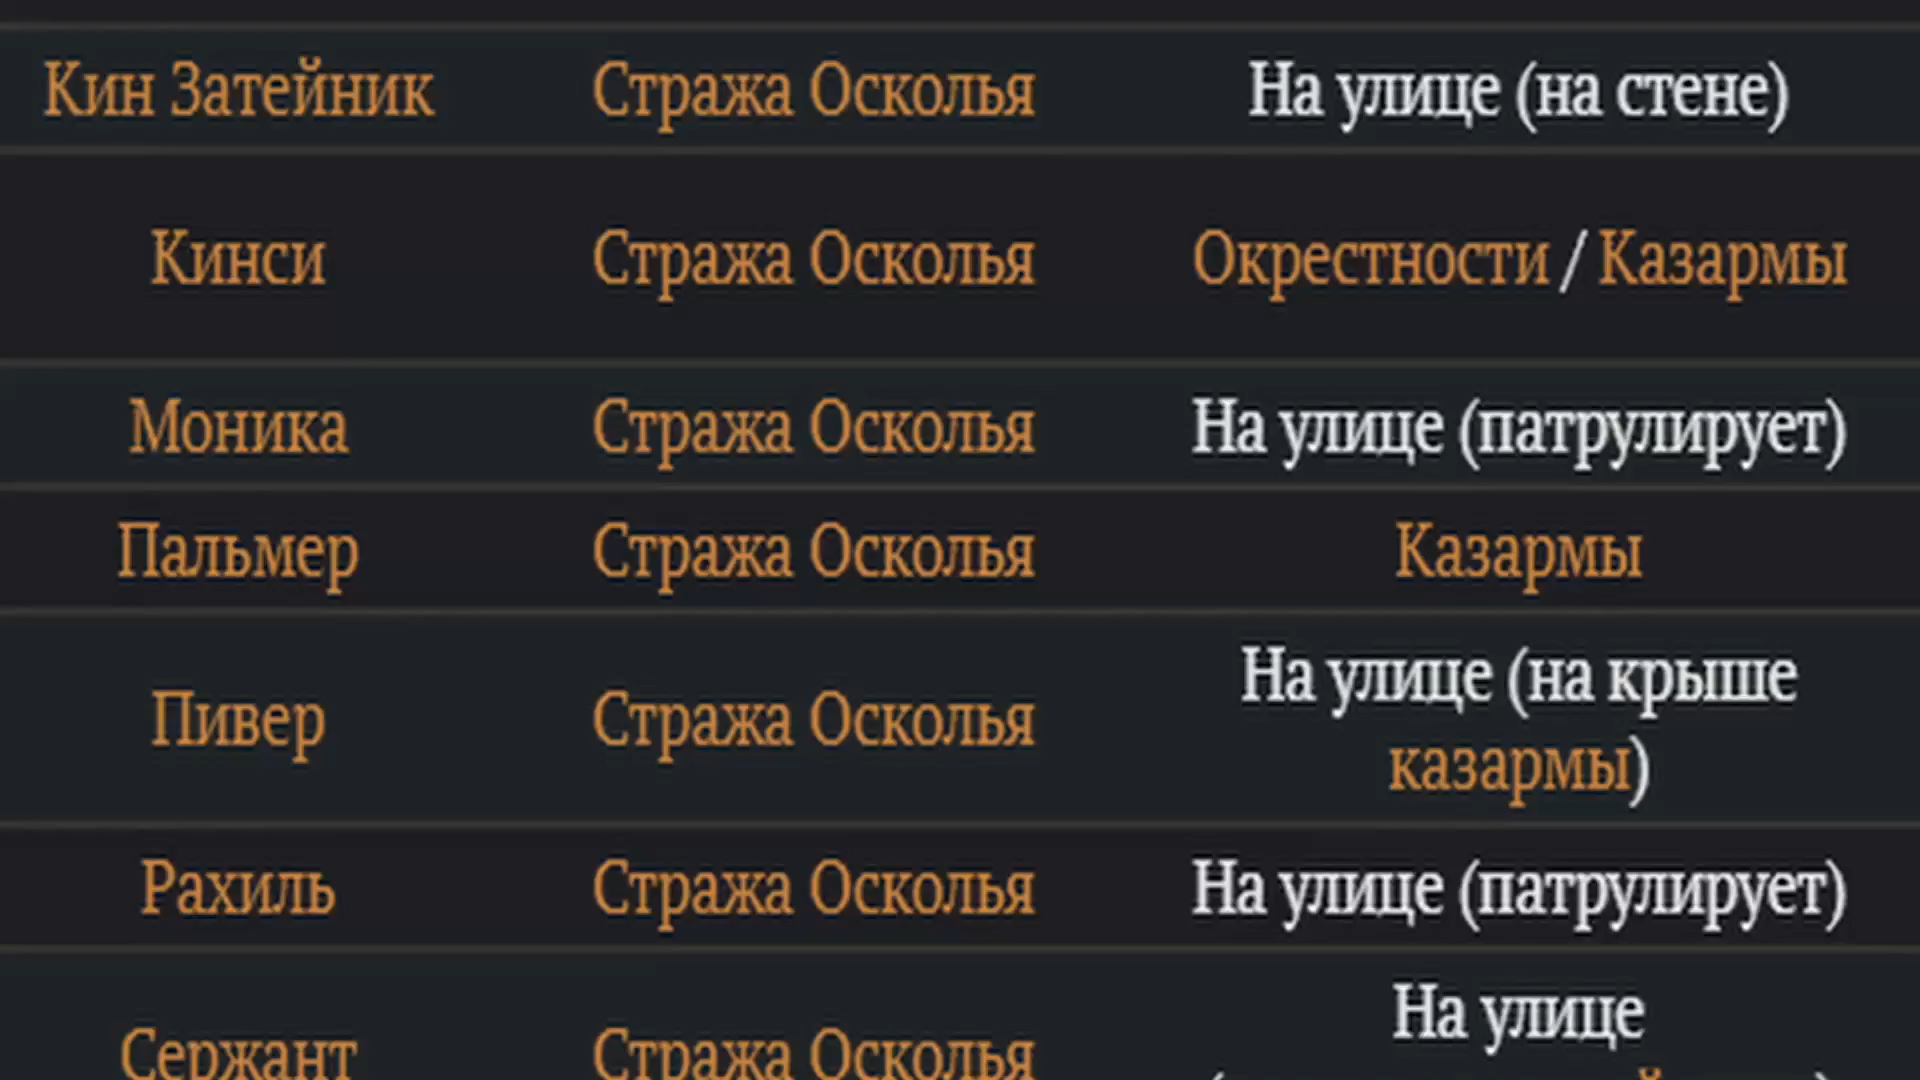 Кин Затейник Стража Осколья На улице (на стене)
Кинси Стража Осколья Окрестности / Казармы
Моника Стража Осколья На улице (патрулирует)
Пальмер Стража Осколья Казармы
Пивер Стража Осколья На улице (на крыше
казармы)
Рахиль Стража Осколья На улице (патрулирует)
На улице
Сержант Стража Осколья